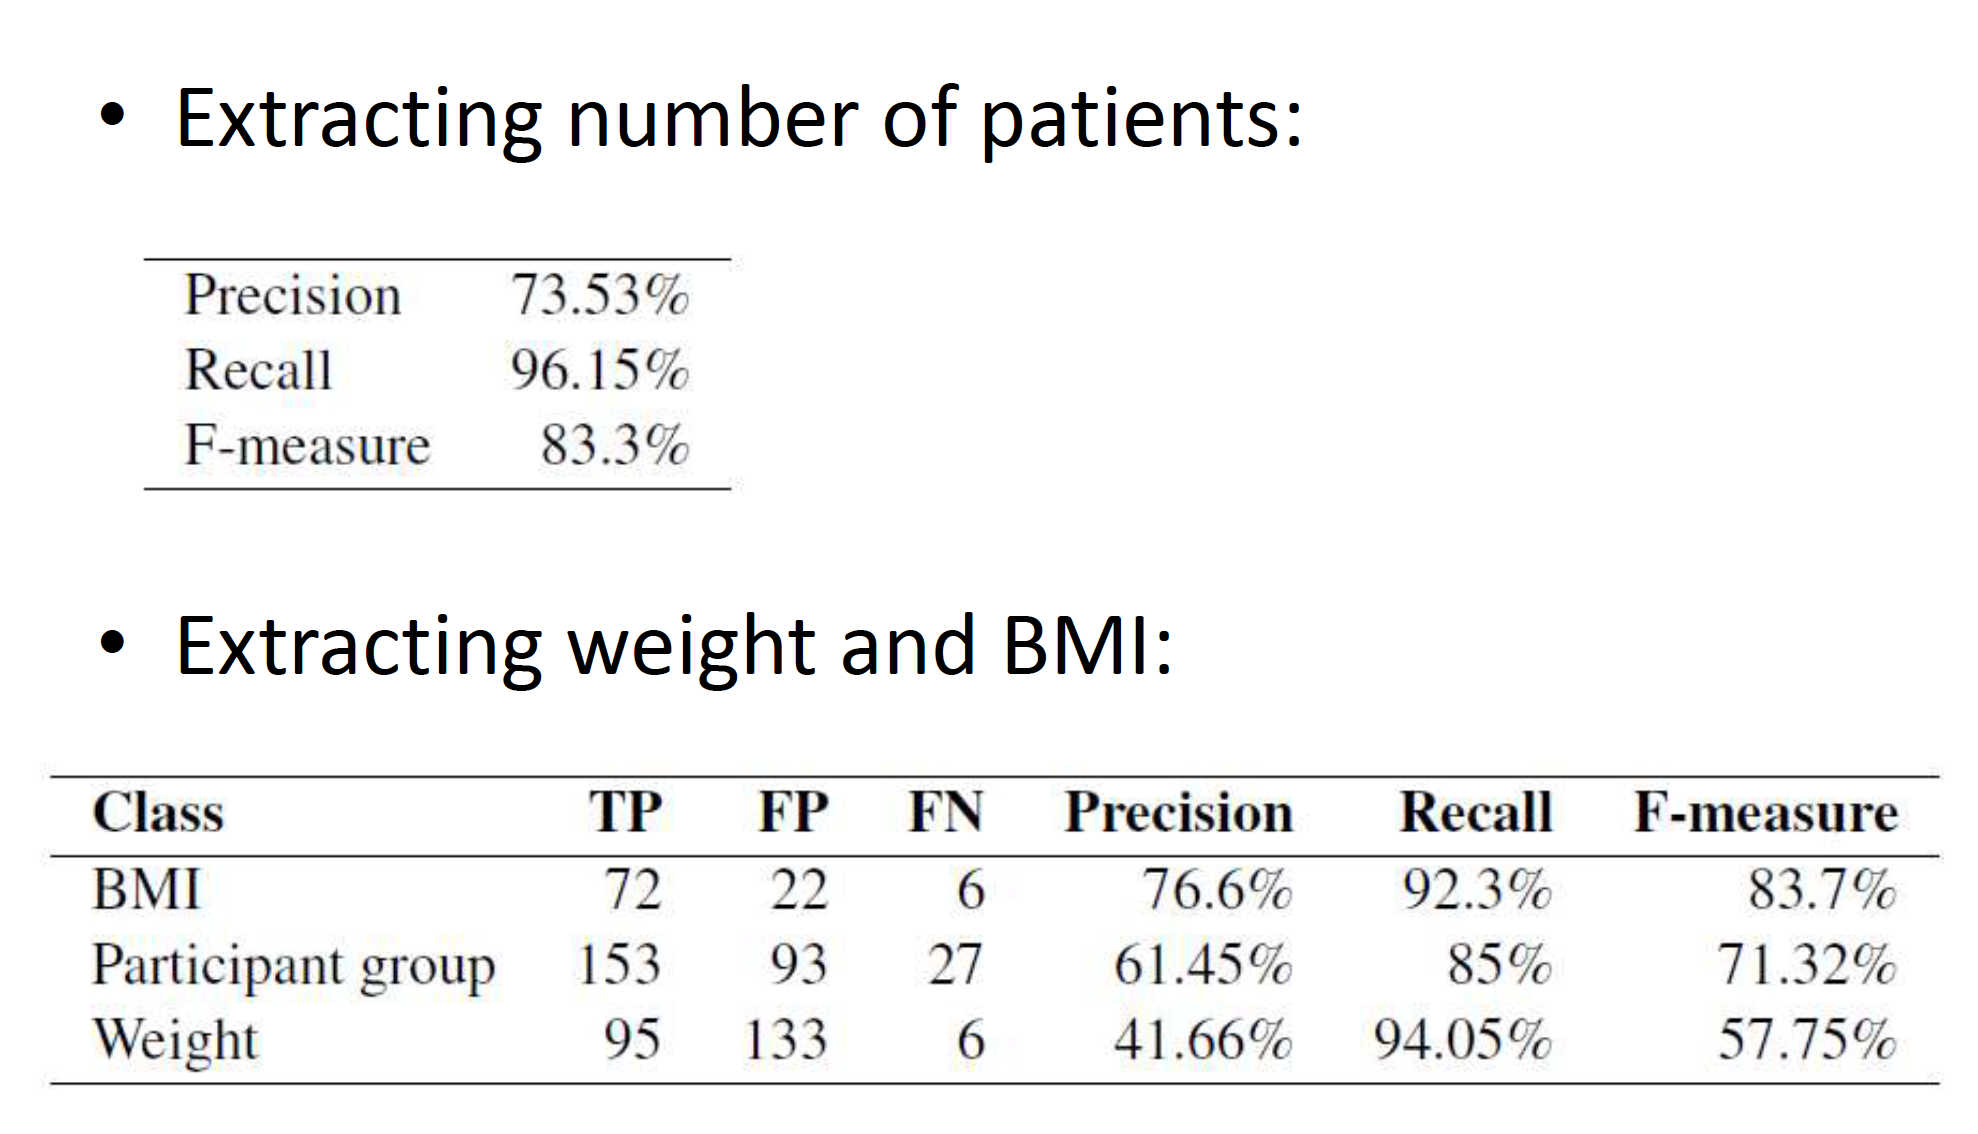 • Extracting number of patients:
Precision 73.53%
Recall 96.15%
F-measure 83.3%
• Extracting weight and BMI:
Class TP FP FN Precision Recall F-measure
BMI 72 22 6 76.6% 92.3% 83.7%
Participant group 153 93 27 61.45% 85% 71.32%
Weight 95 133 6 41.66% 94.05% 57.75%